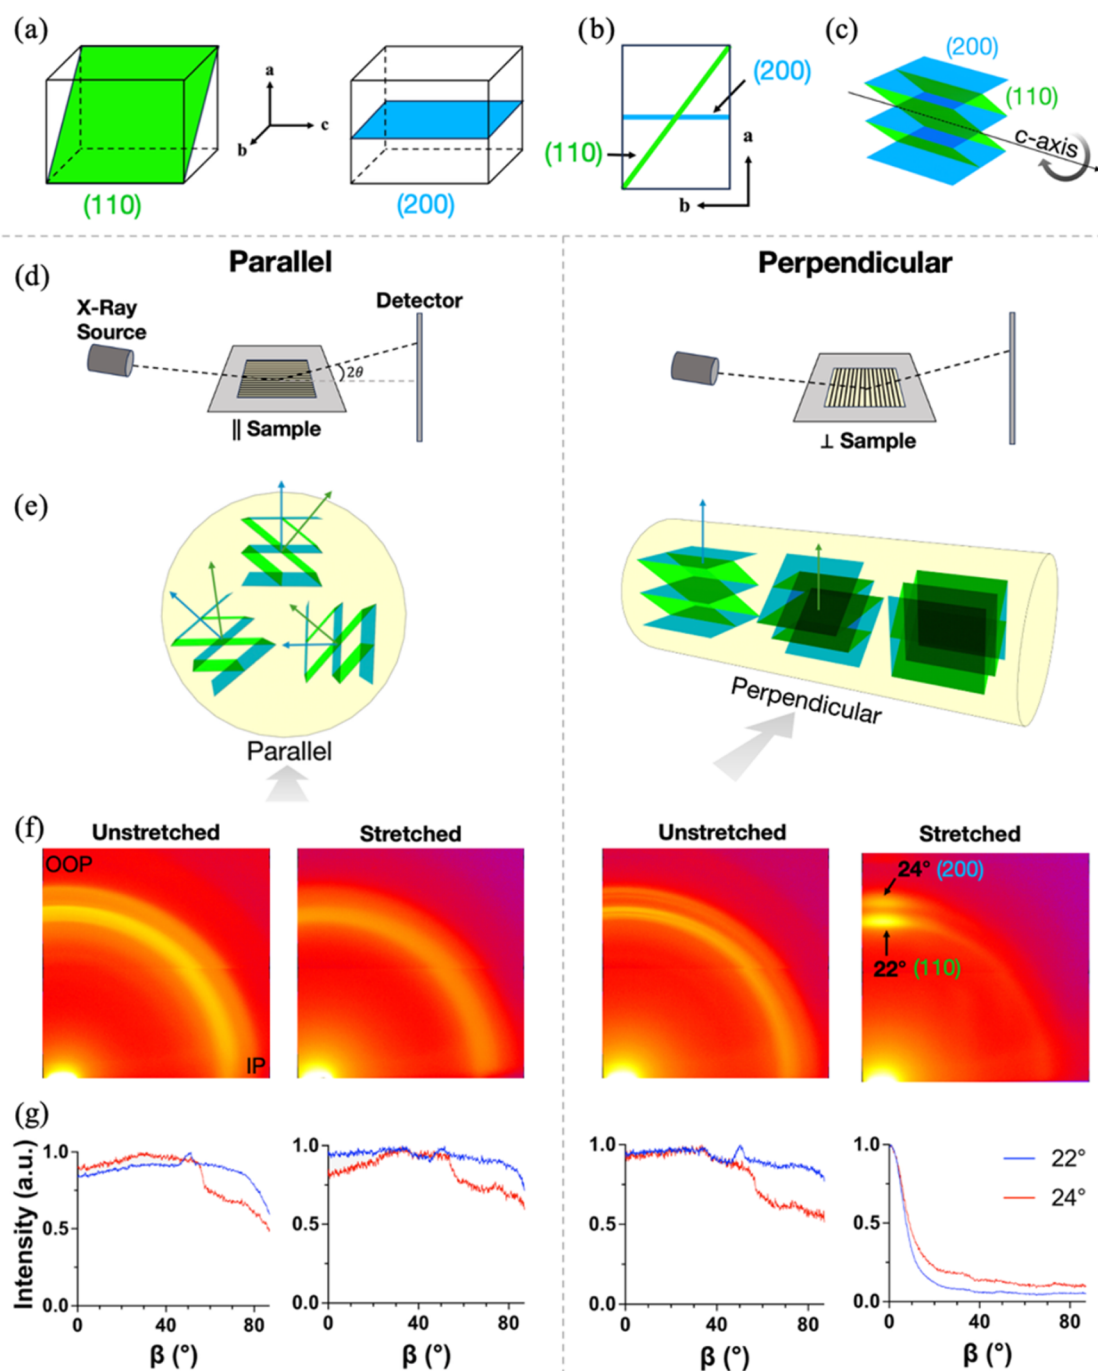 (a)
a
c
b
(110)
(200)
(b)
(200)
(110)
a
b
(c)
(200)
(110)
c-axis
Parallel
Perpendicular
(d)
X-Ray
Source
Detector
2θ
|| Sample
⊥ Sample
(e)
Parallel
Perpendicular
(f)
Unstretched
Stretched
Unstretched
Stretched
OOP
IP
24° (200)
22° (110)
(g)
Intensity (a.u.)
1.0
0.5
0.0
0
40
80
β (°)
1.0
0.5
0.0
0
40
80
β (°)
1.0
0.5
0.0
0
40
80
β (°)
1.0
0.5
0.0
0
40
80
β (°)
22°
24°